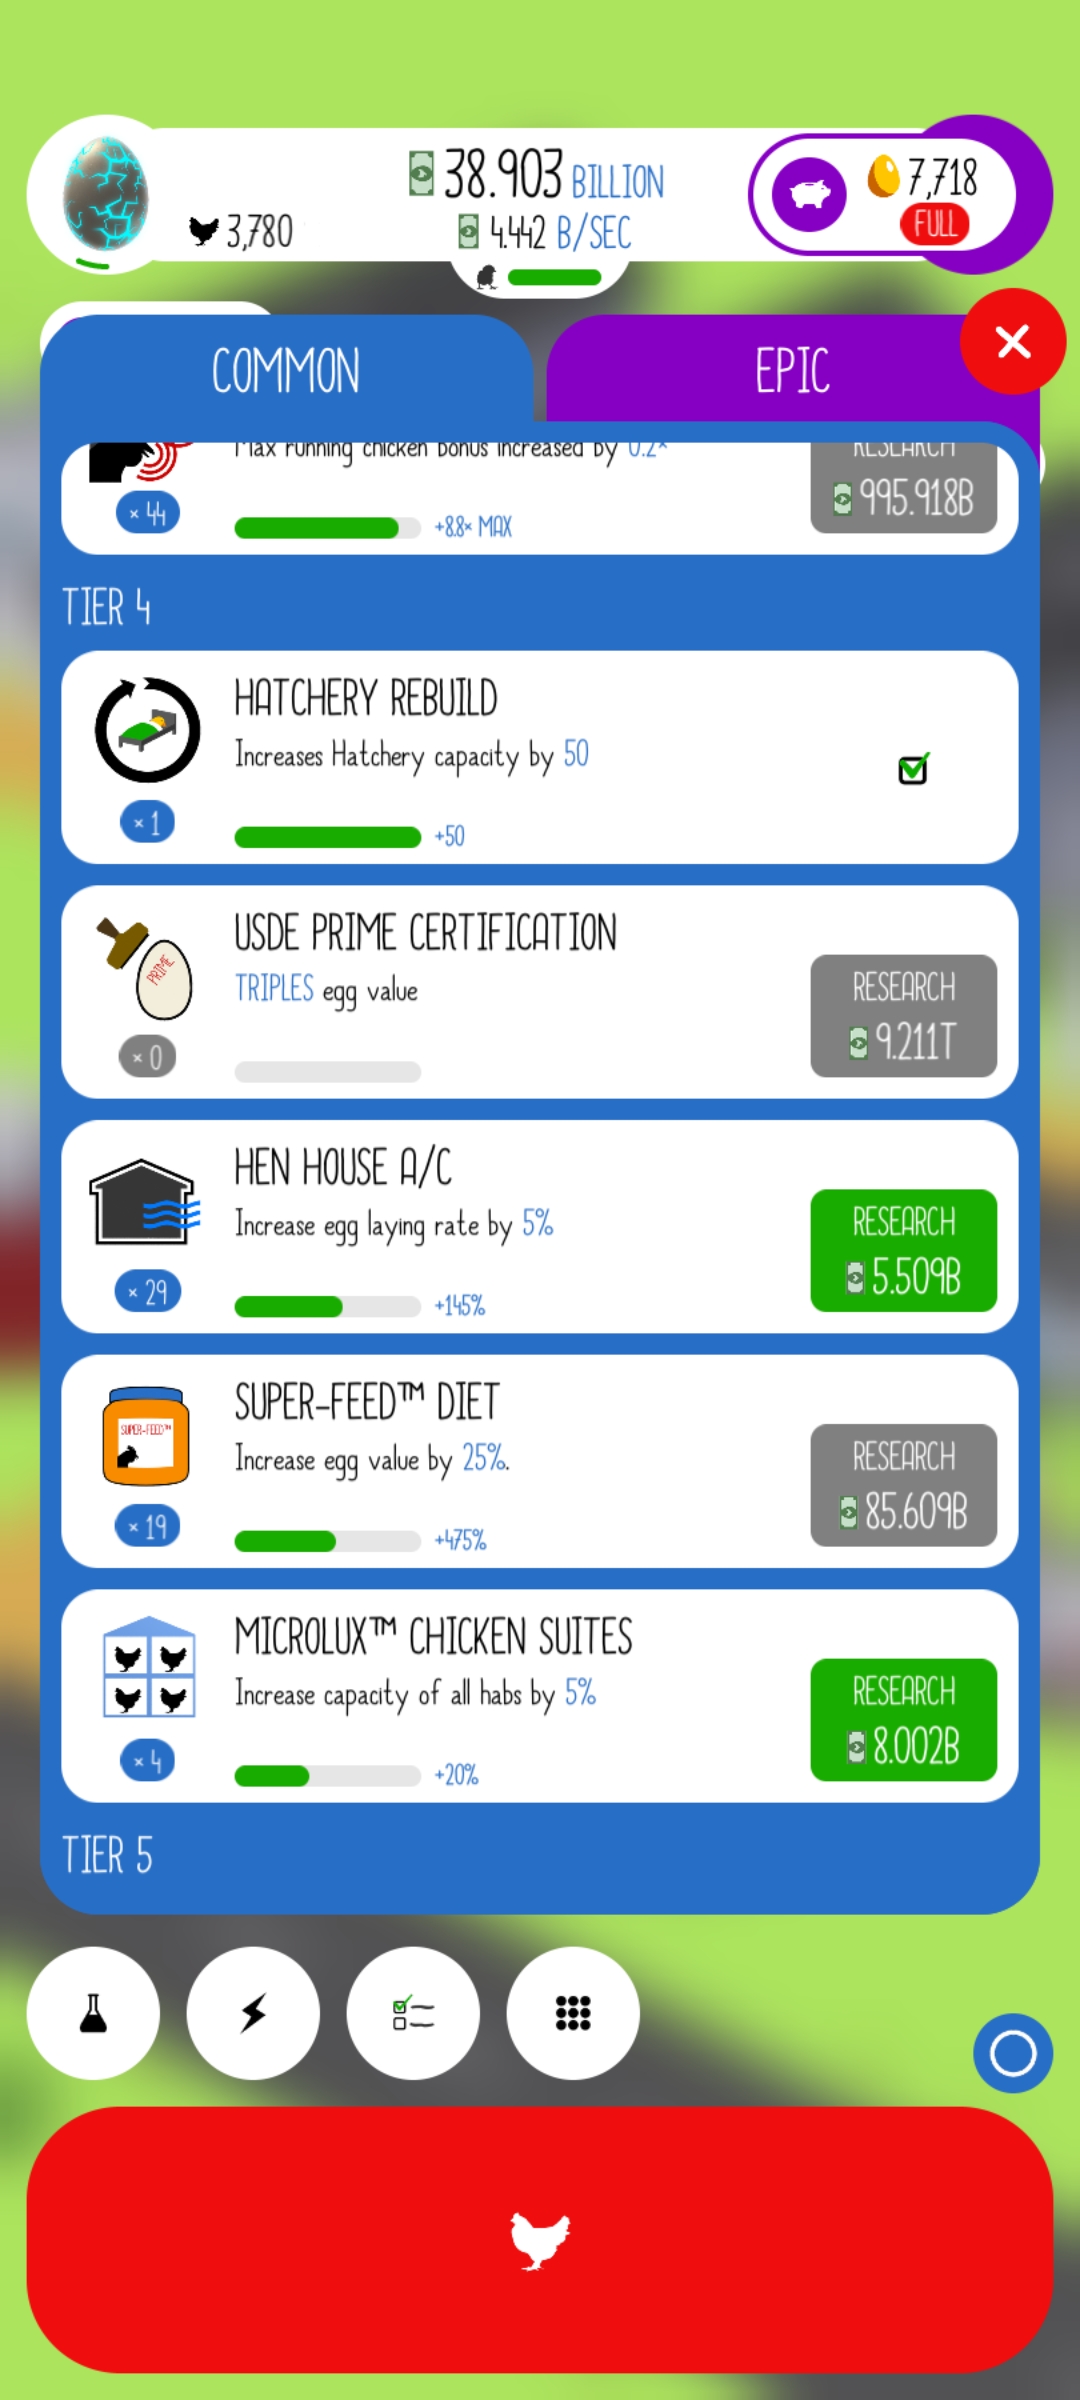 38.903 BILLION
7,718
3,780
4.442 B/SEC
FULL
COMMON
EPIC
Max running chicken bonus increased by 0.2×
RESEARCH
995.918B
× 44
+8.8× MAX
TIER 4
HATCHERY REBUILD
Increases Hatchery capacity by 50
× 1
+50
USDE PRIME CERTIFICATION
TRIPLES egg value
PRIME
RESEARCH
9.211T
× 0
HEN HOUSE A/C
Increase egg laying rate by 5%
RESEARCH
5.509B
× 29
+145%
SUPER-FEED™ DIET
SUPER-FEED™
Increase egg value by 25%.
RESEARCH
85.609B
× 19
+475%
MICROLUX™ CHICKEN SUITES
Increase capacity of all habs by 5%
RESEARCH
8.002B
× 4
+20%
TIER 5